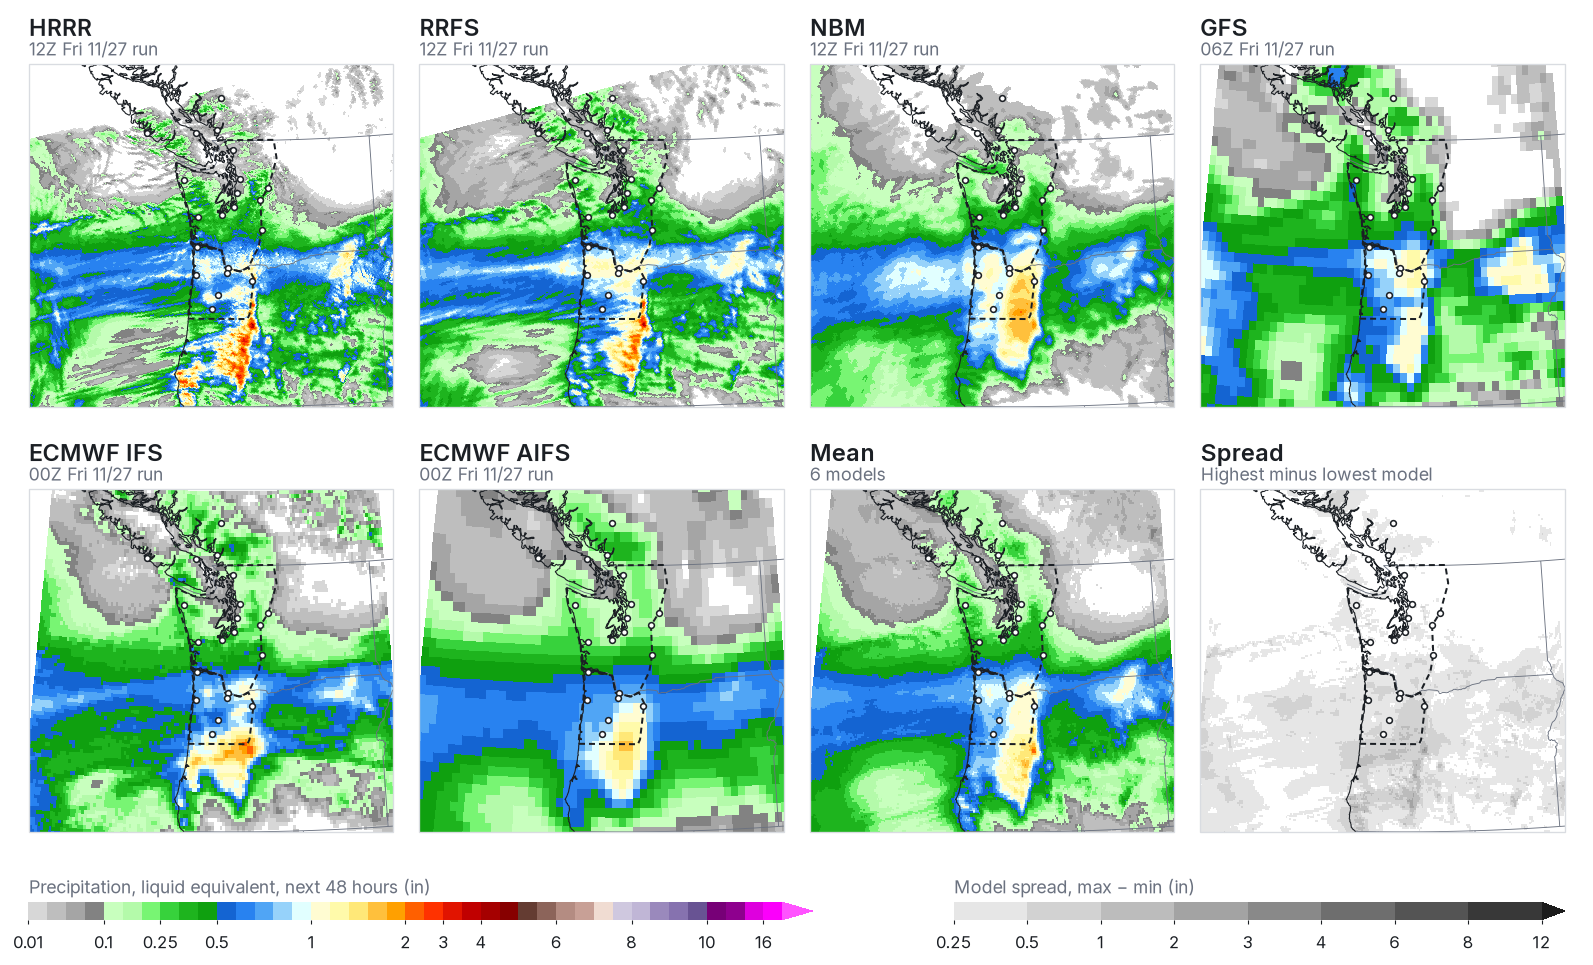 HRRR
12Z Fri 11/27 run
RRFS
12Z Fri 11/27 run
NBM
12Z Fri 11/27 run
GFS
06Z Fri 11/27 run
ECMWF IFS
00Z Fri 11/27 run
ECMWF AIFS
00Z Fri 11/27 run
Mean
6 models
Spread
Highest minus lowest model
Precipitation, liquid equivalent, next 48 hours (in)
0.01 0.1 0.25 0.5 1 2 3 4 6 8 10 16
Model spread, max − min (in)
0.25 0.5 1 2 3 4 6 8 12